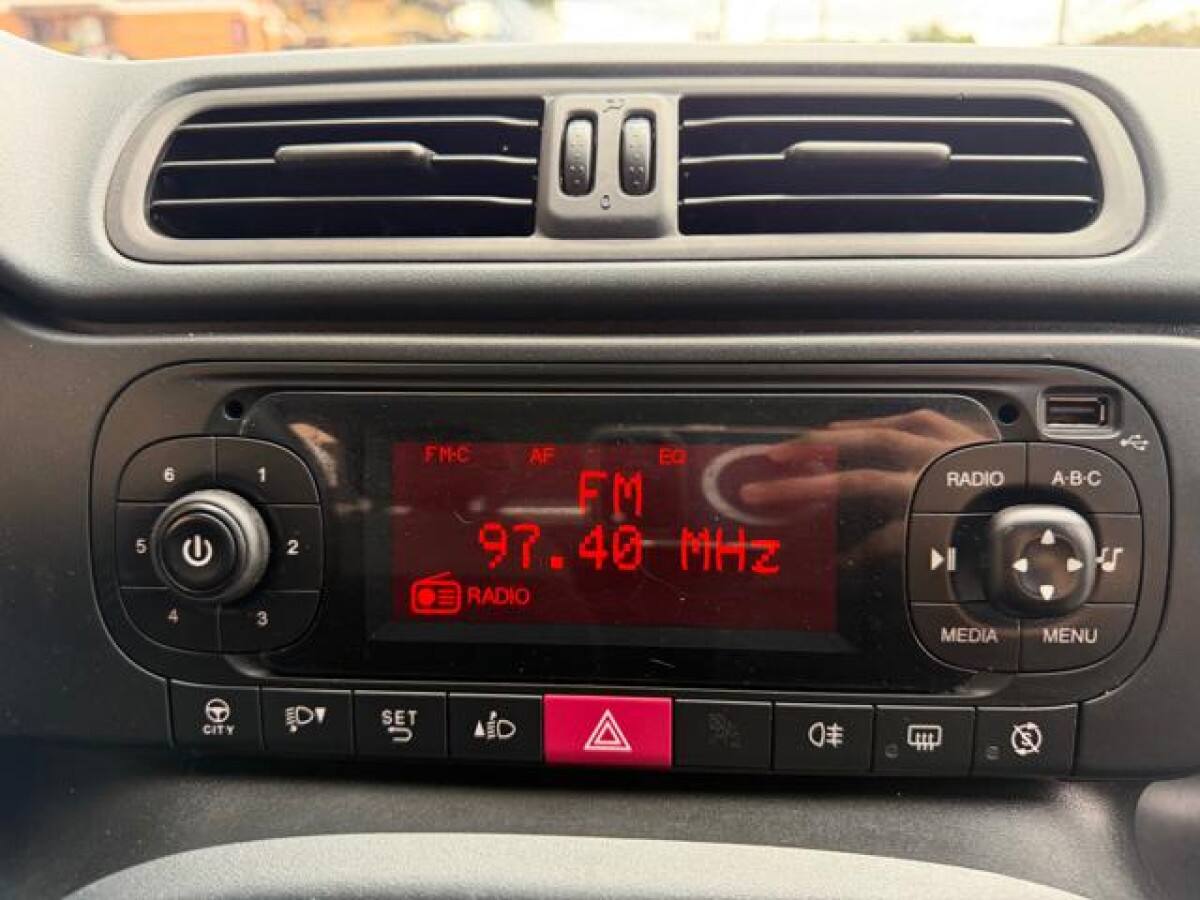 FM-C AF EQ
FM
97.40 MHz
RADIO
6 1
5 2
4 3
RADIO A·B·C
MEDIA MENU
CITY
SET